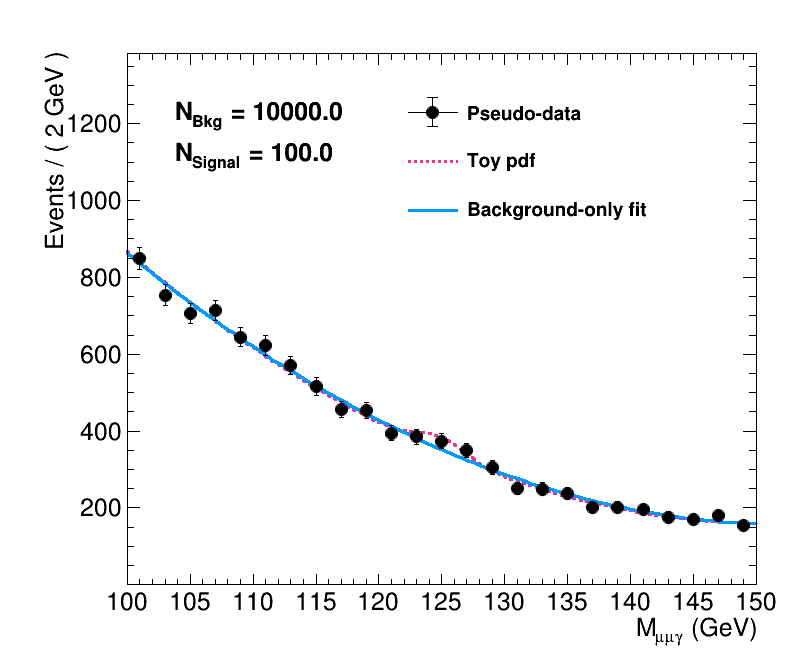 Events / ( 2 GeV )
N_Bkg = 10000.0
N_Signal = 100.0
Pseudo-data
Toy pdf
Background-only fit
1200
1000
800
600
400
200
100 105 110 115 120 125 130 135 140 145 150
M_μμγ (GeV)